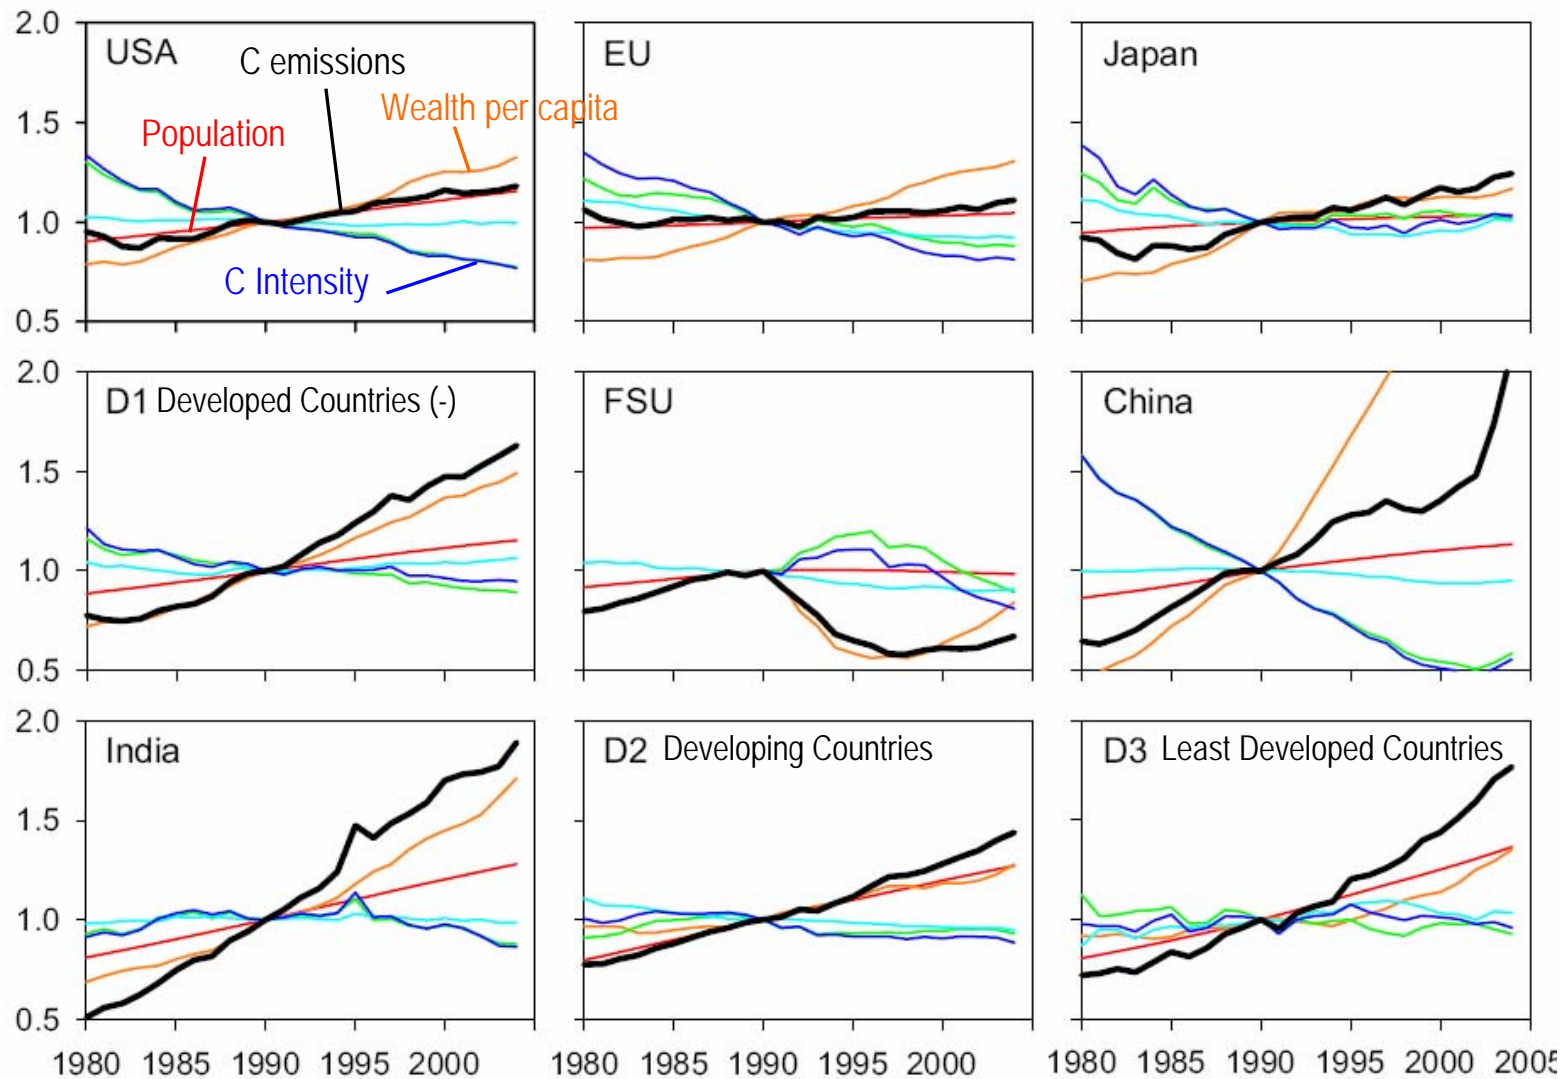 2.0
1.5
1.0
0.5
USA
C emissions
Wealth per capita
Population
C Intensity
EU
Japan
2.0
1.5
1.0
0.5
D1 Developed Countries (-)
FSU
China
2.0
1.5
1.0
0.5
India
D2 Developing Countries
D3 Least Developed Countries
1980 1985 1990 1995 2000
1980 1985 1990 1995 2000
1980 1985 1990 1995 2000 2005